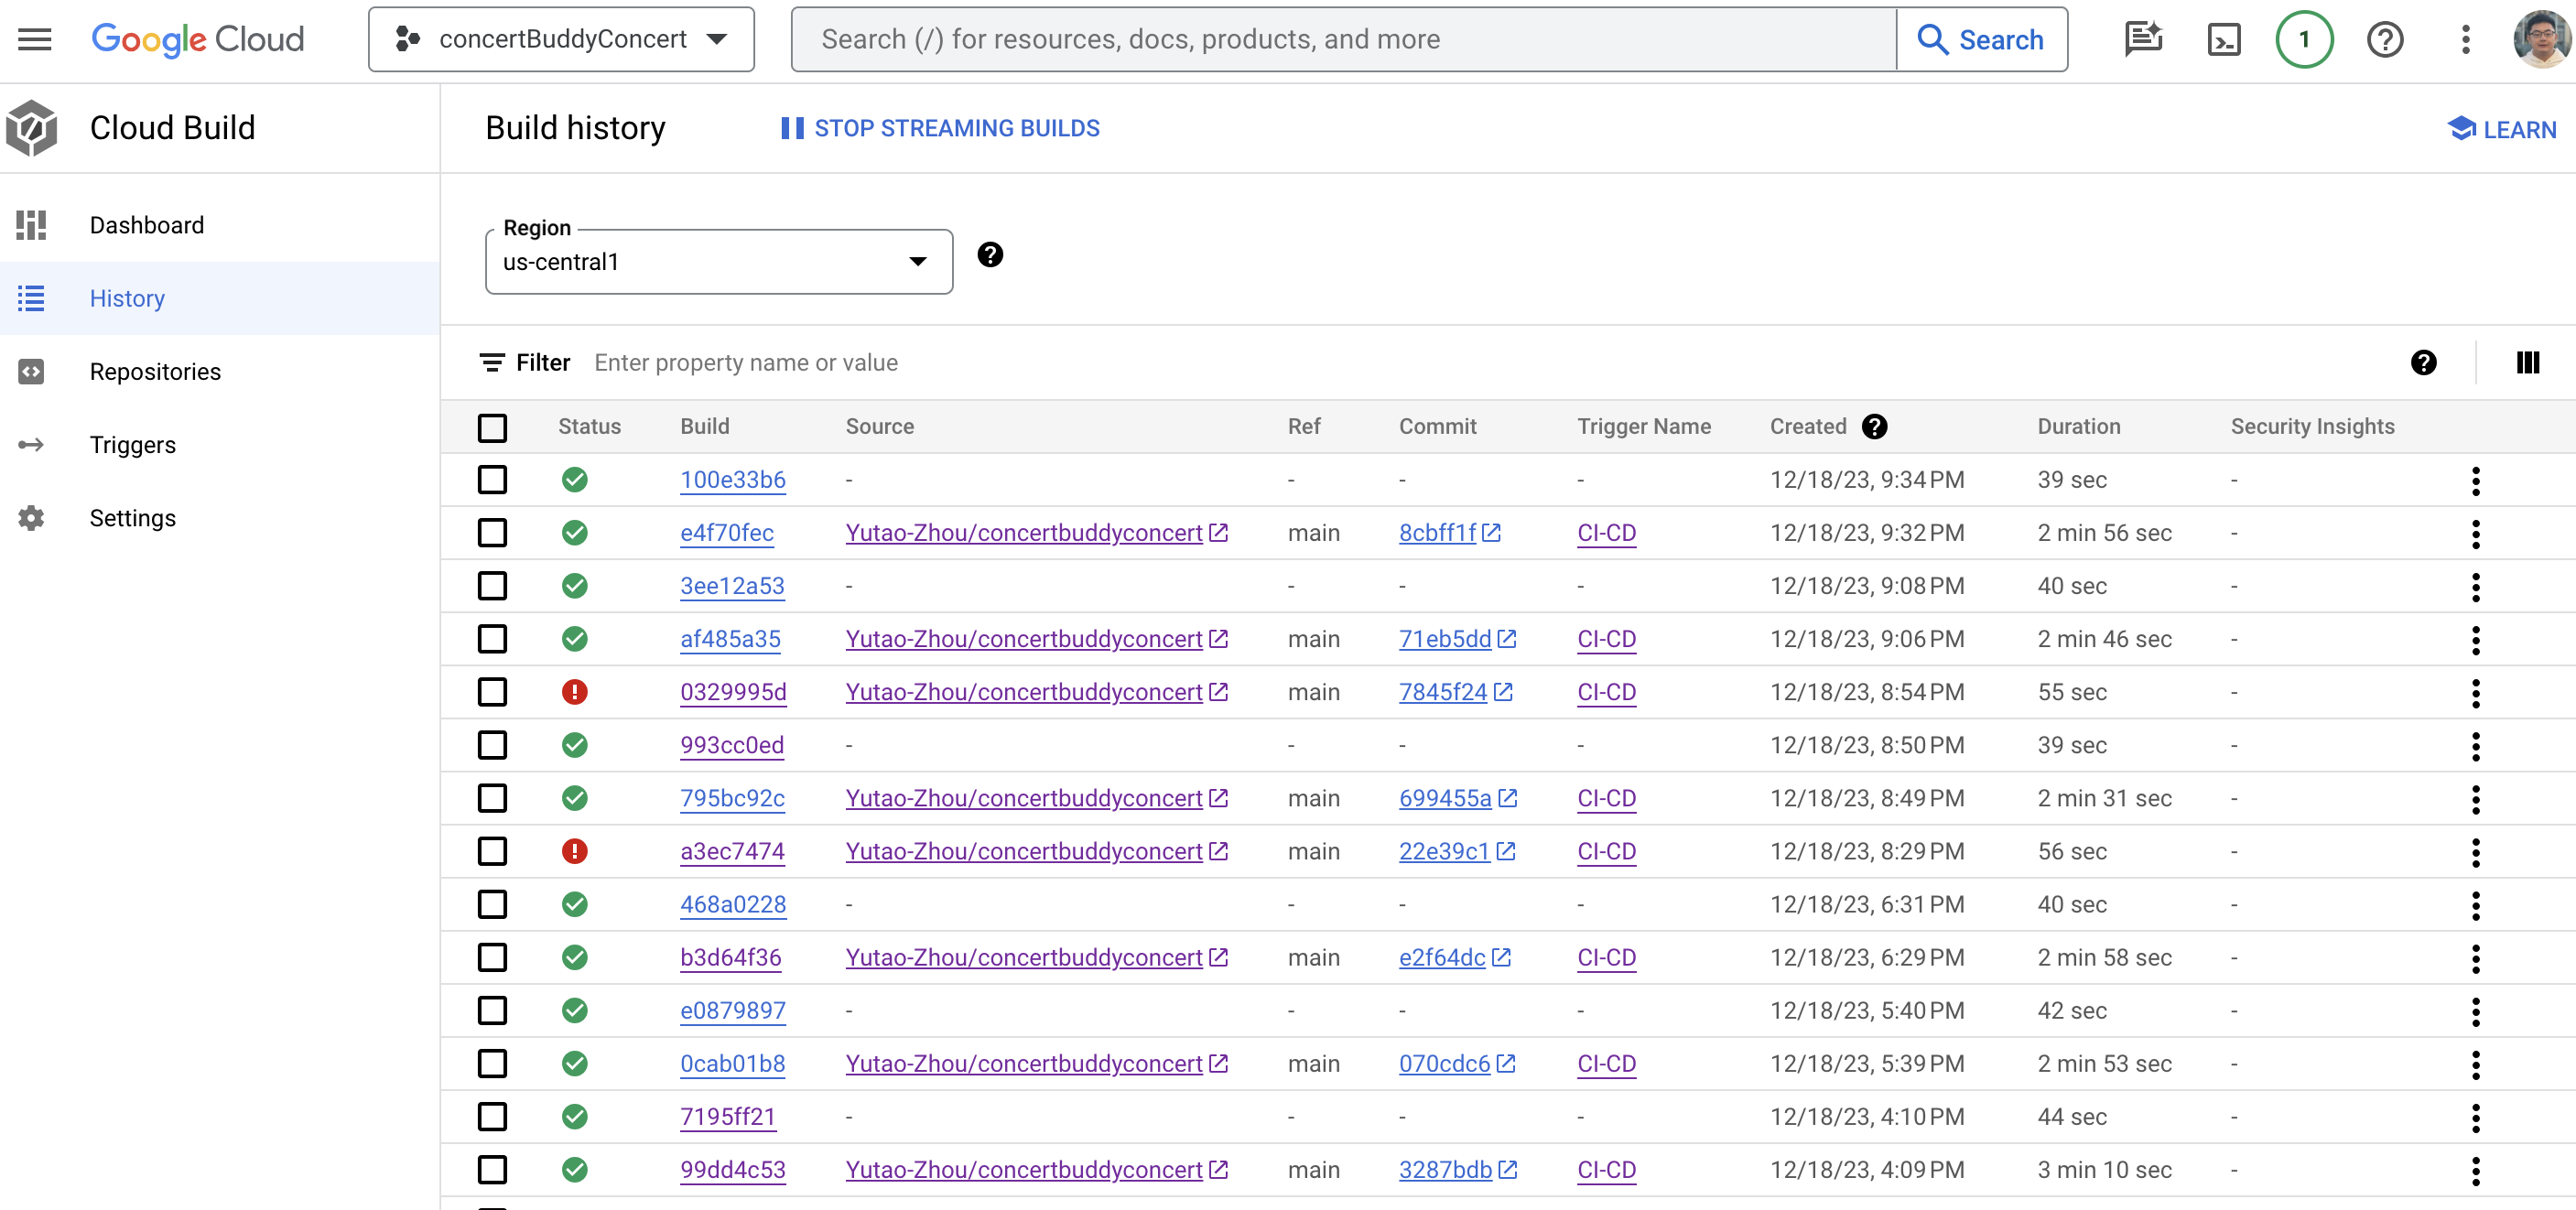 Google Cloud concertBuddyConcert Search (/) for resources, docs, products, and more Search 1
Cloud Build Build history STOP STREAMING BUILDS LEARN
Dashboard
History
Repositories
Triggers
Settings
Region
us-central1
Filter Enter property name or value
Status Build Source Ref Commit Trigger Name Created Duration Security Insights
100e33b6 - - - - 12/18/23, 9:34 PM 39 sec -
e4f70fec Yutao-Zhou/concertbuddyconcert main 8cbff1f CI-CD 12/18/23, 9:32 PM 2 min 56 sec -
3ee12a53 - - - - 12/18/23, 9:08 PM 40 sec -
af485a35 Yutao-Zhou/concertbuddyconcert main 71eb5dd CI-CD 12/18/23, 9:06 PM 2 min 46 sec -
0329995d Yutao-Zhou/concertbuddyconcert main 7845f24 CI-CD 12/18/23, 8:54 PM 55 sec -
993cc0ed - - - - 12/18/23, 8:50 PM 39 sec -
795bc92c Yutao-Zhou/concertbuddyconcert main 699455a CI-CD 12/18/23, 8:49 PM 2 min 31 sec -
a3ec7474 Yutao-Zhou/concertbuddyconcert main 22e39c1 CI-CD 12/18/23, 8:29 PM 56 sec -
468a0228 - - - - 12/18/23, 6:31 PM 40 sec -
b3d64f36 Yutao-Zhou/concertbuddyconcert main e2f64dc CI-CD 12/18/23, 6:29 PM 2 min 58 sec -
e0879897 - - - - 12/18/23, 5:40 PM 42 sec -
0cab01b8 Yutao-Zhou/concertbuddyconcert main 070cdc6 CI-CD 12/18/23, 5:39 PM 2 min 53 sec -
7195ff21 - - - - 12/18/23, 4:10 PM 44 sec -
99dd4c53 Yutao-Zhou/concertbuddyconcert main 3287bdb CI-CD 12/18/23, 4:09 PM 3 min 10 sec -